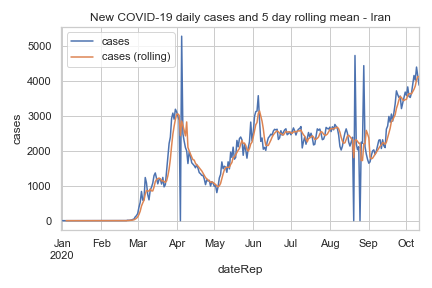 New COVID-19 daily cases and 5 day rolling mean - Iran
cases
cases (rolling)
5000
4000
3000
2000
1000
0
cases
Jan
2020
Feb
Mar
Apr
May
Jun
Jul
Aug
Sep
Oct
dateRep